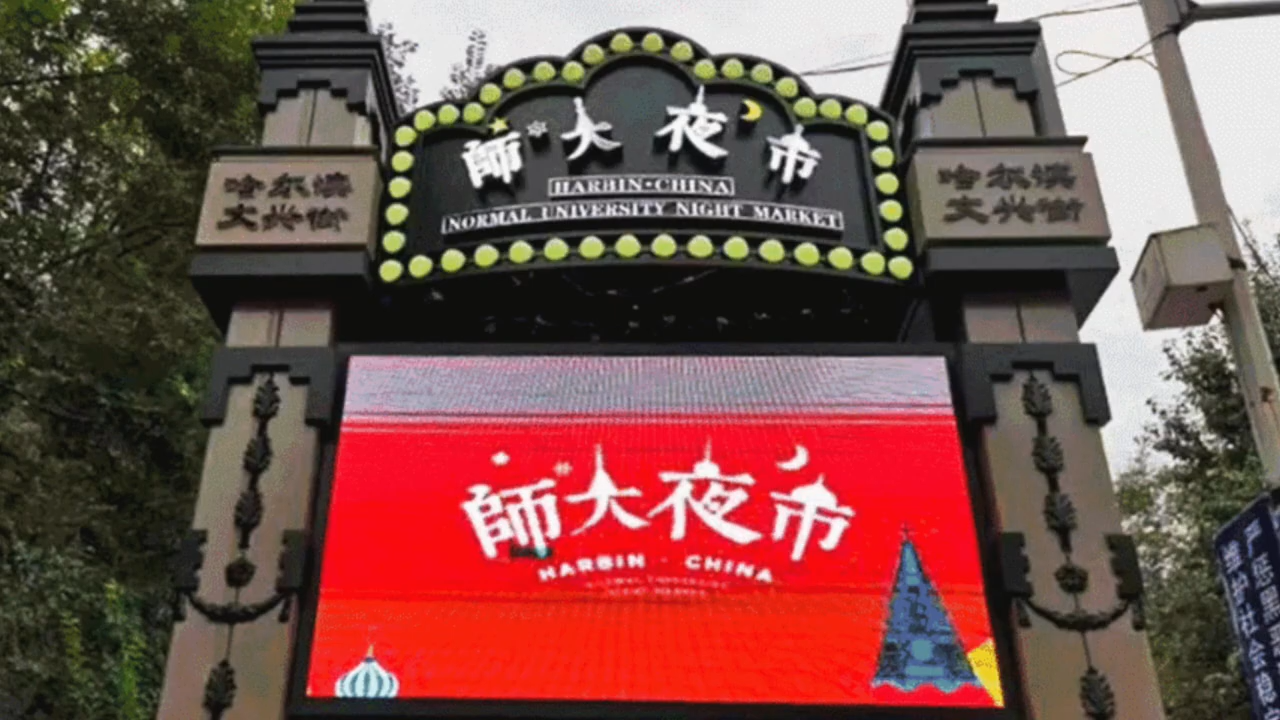 師大夜市
HARBIN·CHINA
NORMAL UNIVERSITY NIGHT MARKET
哈尔滨
文兴街
哈尔滨
文兴街
師大夜市
HARBIN · CHINA